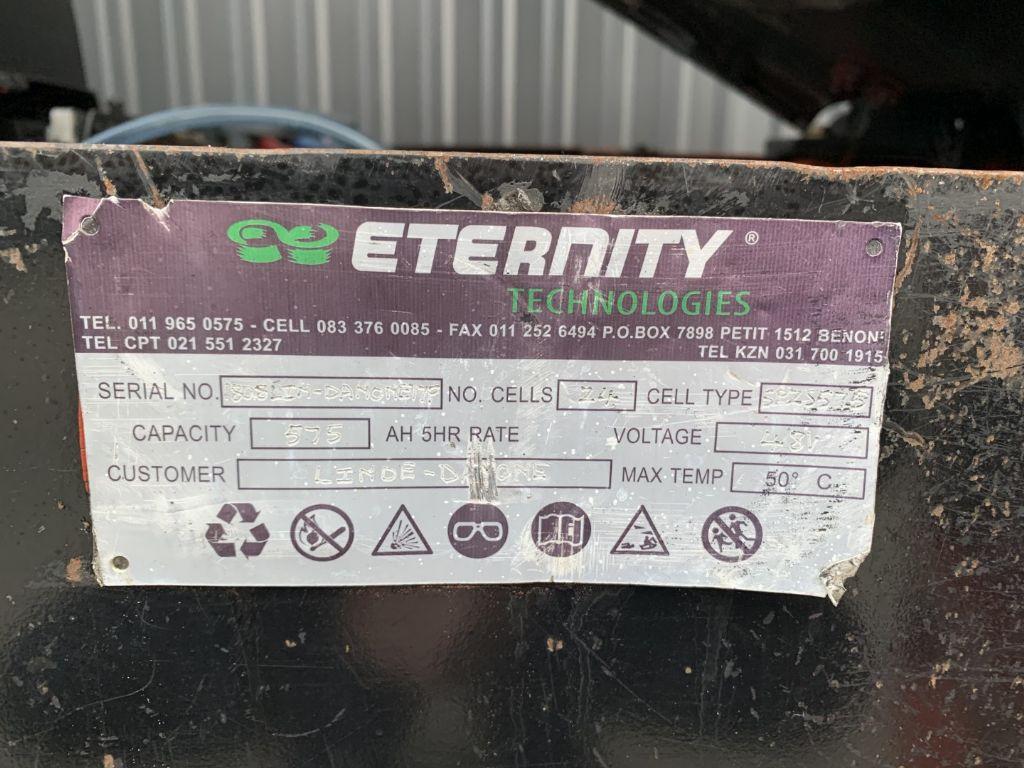 ETERNITY ®
TECHNOLOGIES
TEL. 011 965 0575 - CELL 083 376 0085 - FAX 011 252 6494 P.O.BOX 7898 PETIT 1512 BENONI
TEL CPT 021 551 2327 TEL KZN 031 700 1915
SERIAL NO. NO. CELLS 24 CELL TYPE
CAPACITY 575 AH 5HR RATE VOLTAGE 48V
CUSTOMER LINDE-DANONE MAX TEMP 50° C